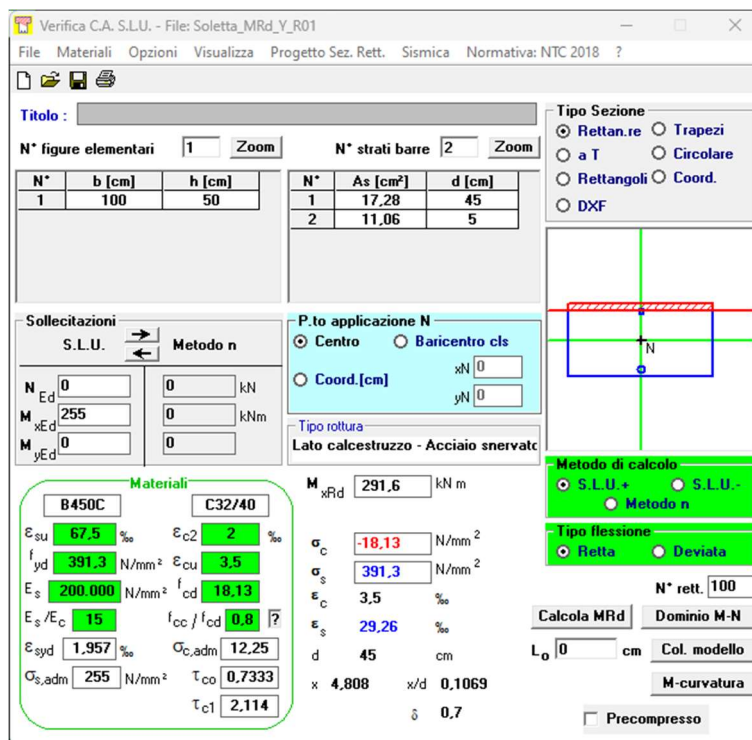 Verifica C.A. S.L.U. - File: Soletta_MRd_Y_R01
File Materiali Opzioni Visualizza Progetto Sez. Rett. Sismica Normativa: NTC 2018 ?
Titolo :
N° figure elementari 1 Zoom
N° strati barre 2 Zoom
N° b [cm] h [cm]
1 100 50
N° As [cm²] d [cm]
1 17,28 45
2 11,06 5
Tipo Sezione
Rettan.re Trapezi
a T Circolare
Rettangoli Coord.
DXF
N
Sollecitazioni
S.L.U. Metodo n
N Ed 0 0 kN
M xEd 255 0 kNm
M yEd 0 0
P.to applicazione N
Centro Baricentro cls
Coord.[cm] xN 0
yN 0
Tipo rottura
Lato calcestruzzo - Acciaio snervato
Metodo di calcolo
S.L.U.+ S.L.U.-
Metodo n
Tipo flessione
Retta Deviata
Materiali
B450C C32/40
εsu 67,5 ‰ εc2 2 ‰
fyd 391,3 N/mm² εcu 3,5
Es 200.000 N/mm² fcd 18,13
Es/Ec 15 fcc / fcd 0,8 ?
εsyd 1,957 ‰ σc,adm 12,25
σs,adm 255 N/mm² τco 0,7333
τc1 2,114
M xRd 291,6 kN m
σc -18,13 N/mm²
σs 391,3 N/mm²
εc 3,5 ‰
εs 29,26 ‰
d 45 cm
x 4,808 x/d 0,1069
δ 0,7
N° rett. 100
Calcola MRd Dominio M-N
Lo 0 cm Col. modello
M-curvatura
Precompresso